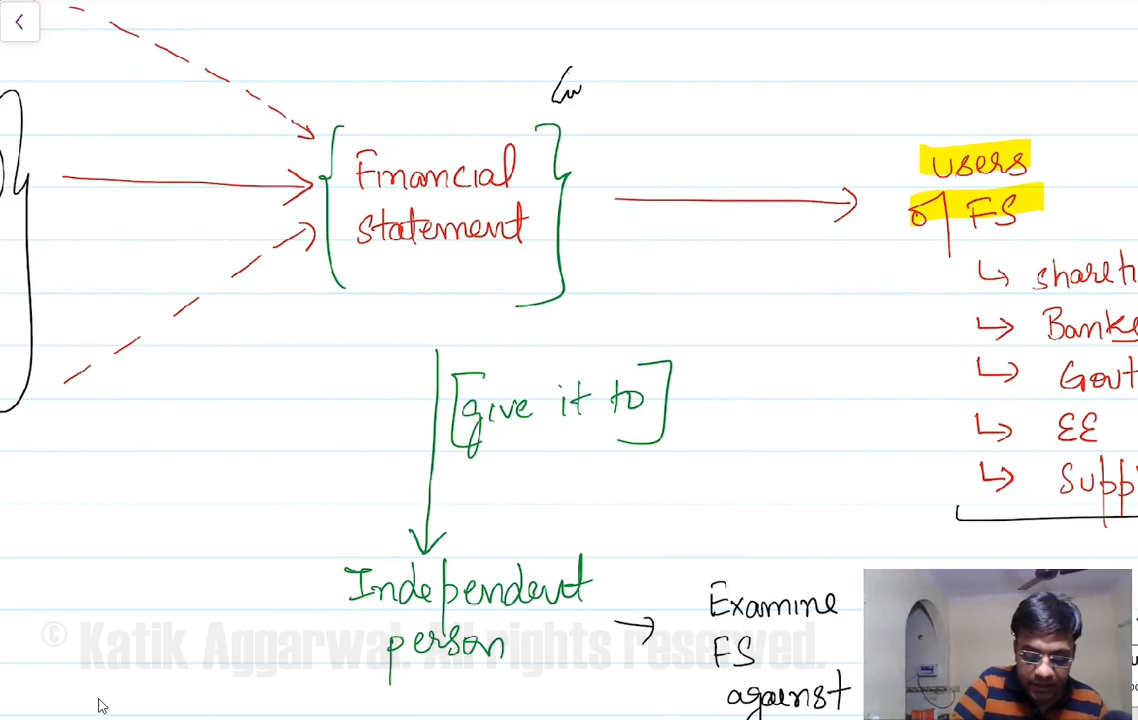 Financial
statement
users
of FS
↳ shareh
↳ Banks
↳ Govt
↳ EE
↳ Supp
[give it to]
Independent
person
→ Examine
FS
against
© Katik Aggarwal. All rights reserved.